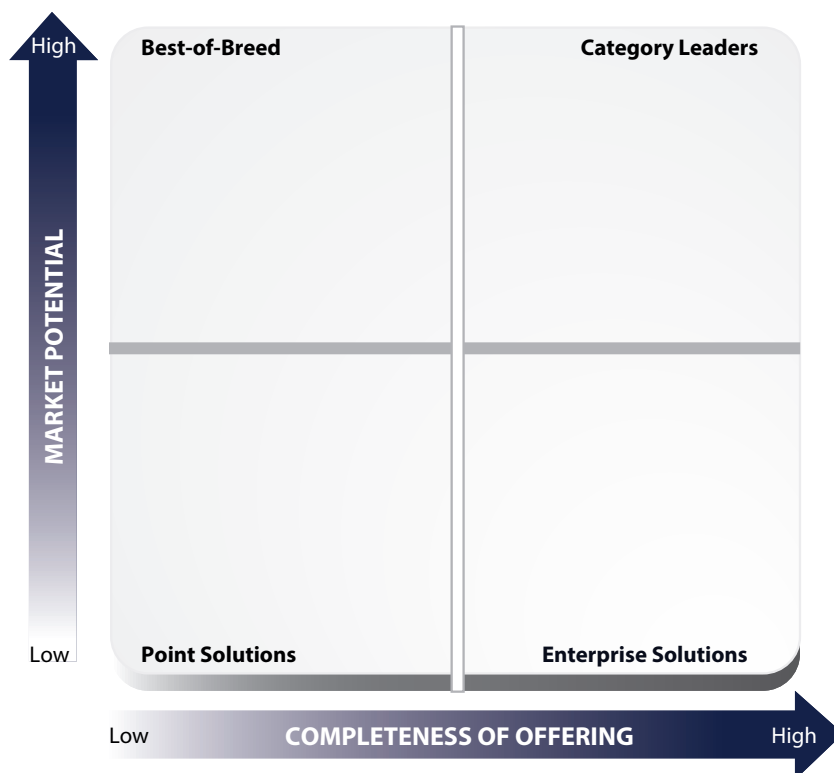 High
Best-of-Breed
Category Leaders
MARKET POTENTIAL
Low
Point Solutions
Enterprise Solutions
Low
COMPLETENESS OF OFFERING
High